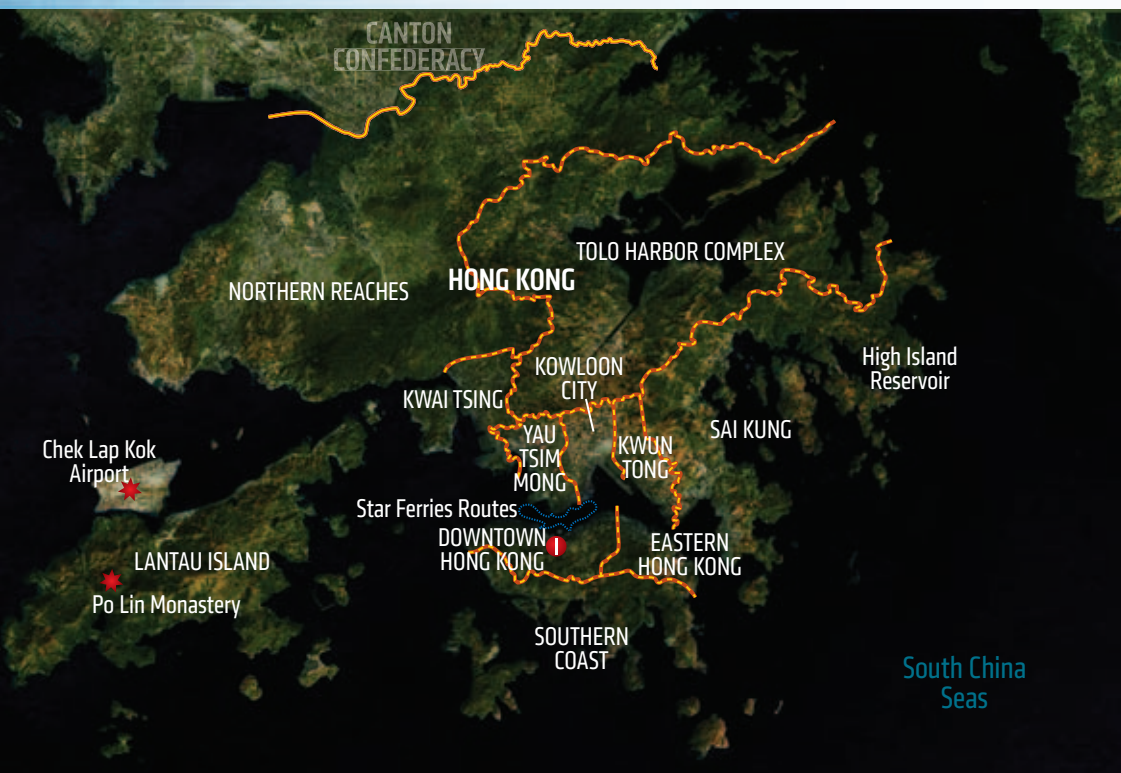 CANTON
CONFEDERACY
TOLO HARBOR COMPLEX
HONG KONG
NORTHERN REACHES
High Island
Reservoir
KOWLOON
CITY
KWAI TSING
SAI KUNG
YAU
TSIM
MONG
KWUN
TONG
Chek Lap Kok
Airport
Star Ferries Routes
DOWNTOWN
HONG KONG
EASTERN
HONG KONG
LANTAU ISLAND
Po Lin Monastery
SOUTHERN
COAST
South China
Seas